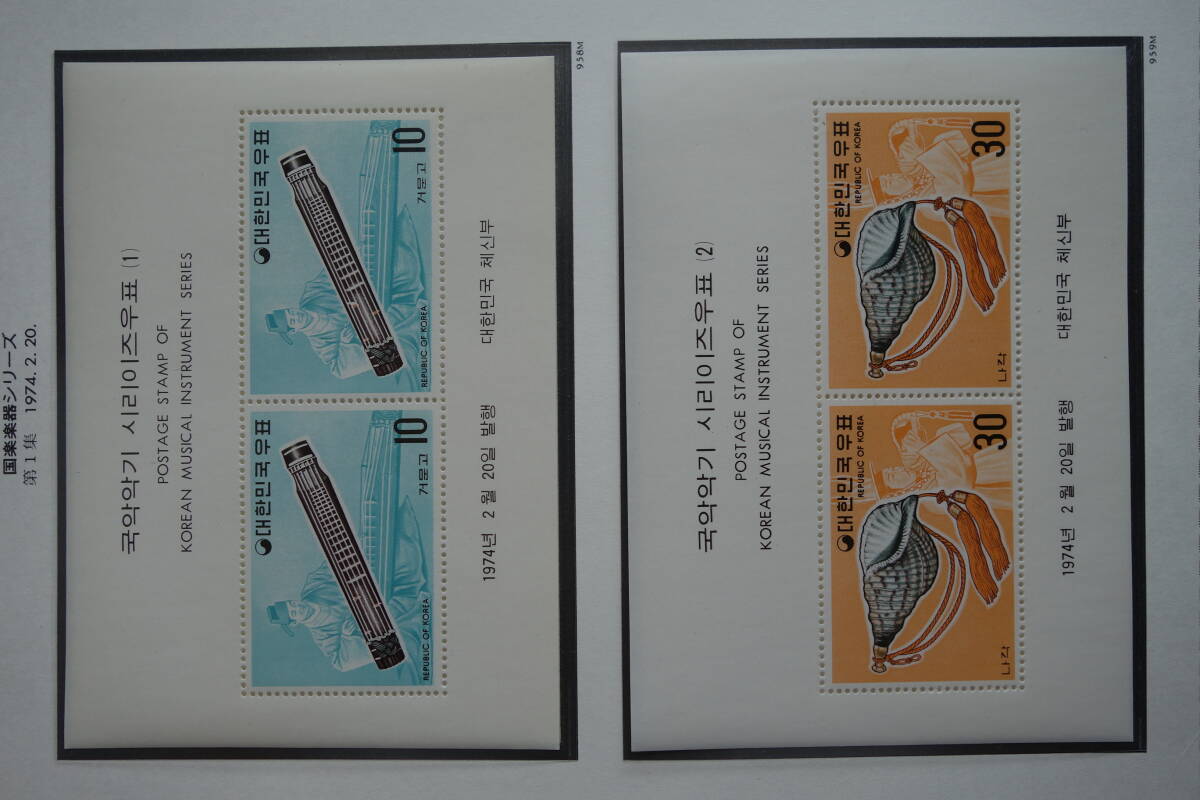 国楽楽器シリーズ
第1集 1974. 2. 20.
958M
국악악기 시리이즈우표 (1)
POSTAGE STAMP OF
KOREAN MUSICAL INSTRUMENT SERIES
대한민국우표
10
거문고
REPUBLIC OF KOREA
대한민국우표
10
거문고
REPUBLIC OF KOREA
1974년 2월 20일 발행 대한민국 체신부
959M
국악악기 시리이즈우표 (2)
POSTAGE STAMP OF
KOREAN MUSICAL INSTRUMENT SERIES
대한민국우표
REPUBLIC OF KOREA
30
나각
대한민국우표
REPUBLIC OF KOREA
30
나각
1974년 2월 20일 발행 대한민국 체신부